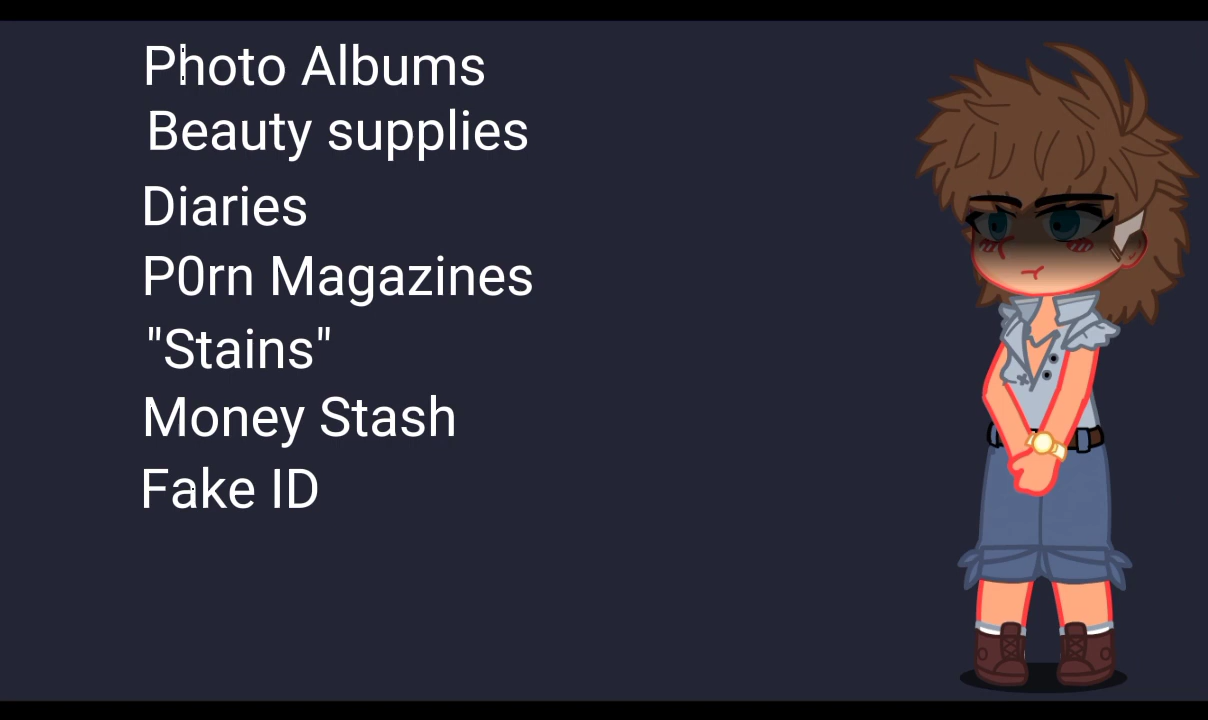 Photo Albums
Beauty supplies
Diaries
P0rn Magazines
"Stains"
Money Stash
Fake ID